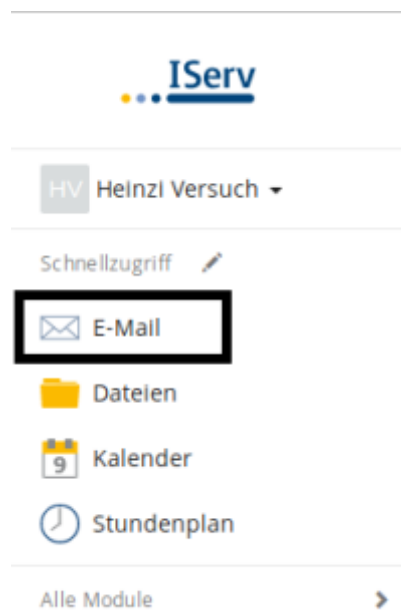 IServ
HV Heinzi Versuch
Schnellzugriff
E-Mail
Dateien
9 Kalender
Stundenplan
Alle Module